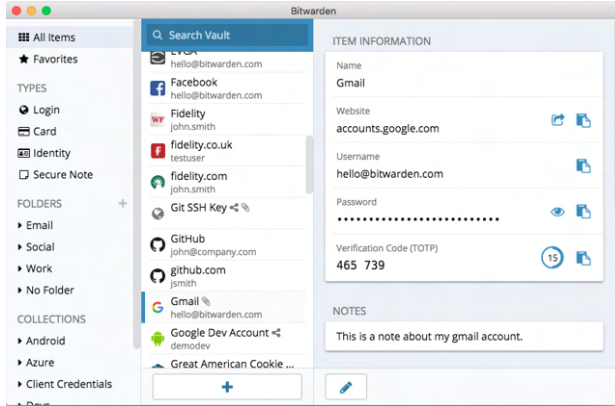 Bitwarden
All Items
Favorites
TYPES
Login
Card
Identity
Secure Note
FOLDERS
Email
Social
Work
No Folder
COLLECTIONS
Android
Azure
Client Credentials
Search Vault
hello@bitwarden.com
Facebook
hello@bitwarden.com
Fidelity
john.smith
fidelity.co.uk
testuser
fidelity.com
john.smith
Git SSH Key
GitHub
john@company.com
github.com
jsmith
Gmail
hello@bitwarden.com
Google Dev Account
demodev
Great American Cookie ...
ITEM INFORMATION
Name
Gmail
Website
accounts.google.com
Username
hello@bitwarden.com
Password
Verification Code (TOTP)
465 739
15
NOTES
This is a note about my gmail account.